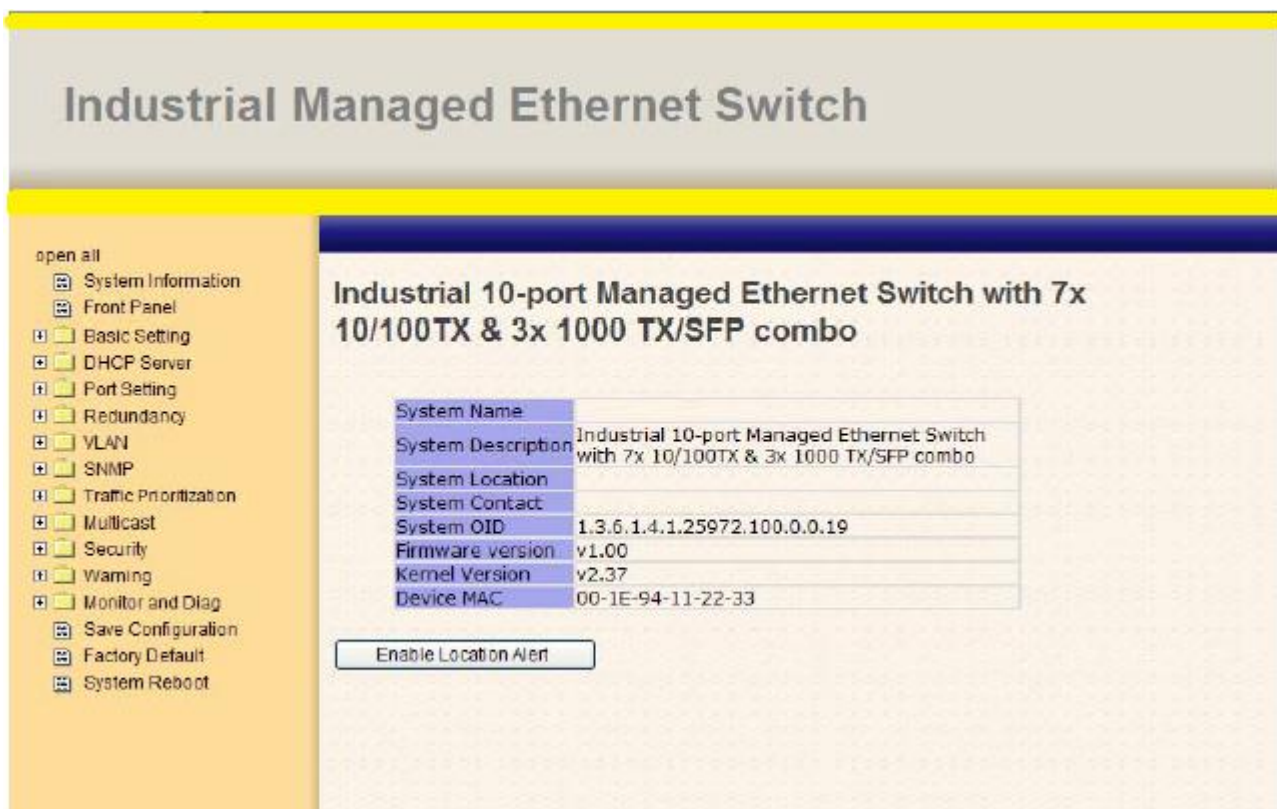 Industrial Managed Ethernet Switch
open all
System Information
Front Panel
Basic Setting
DHCP Server
Port Setting
Redundancy
VLAN
SNMP
Traffic Prioritization
Multicast
Security
Warning
Monitor and Diag
Save Configuration
Factory Default
System Reboot
Industrial 10-port Managed Ethernet Switch with 7x
10/100TX & 3x 1000 TX/SFP combo
System Name
System Description Industrial 10-port Managed Ethernet Switch
with 7x 10/100TX & 3x 1000 TX/SFP combo
System Location
System Contact
System OID 1.3.6.1.4.1.25972.100.0.0.19
Firmware version v1.00
Kernel Version v2.37
Device MAC 00-1E-94-11-22-33
Enable Location Alert